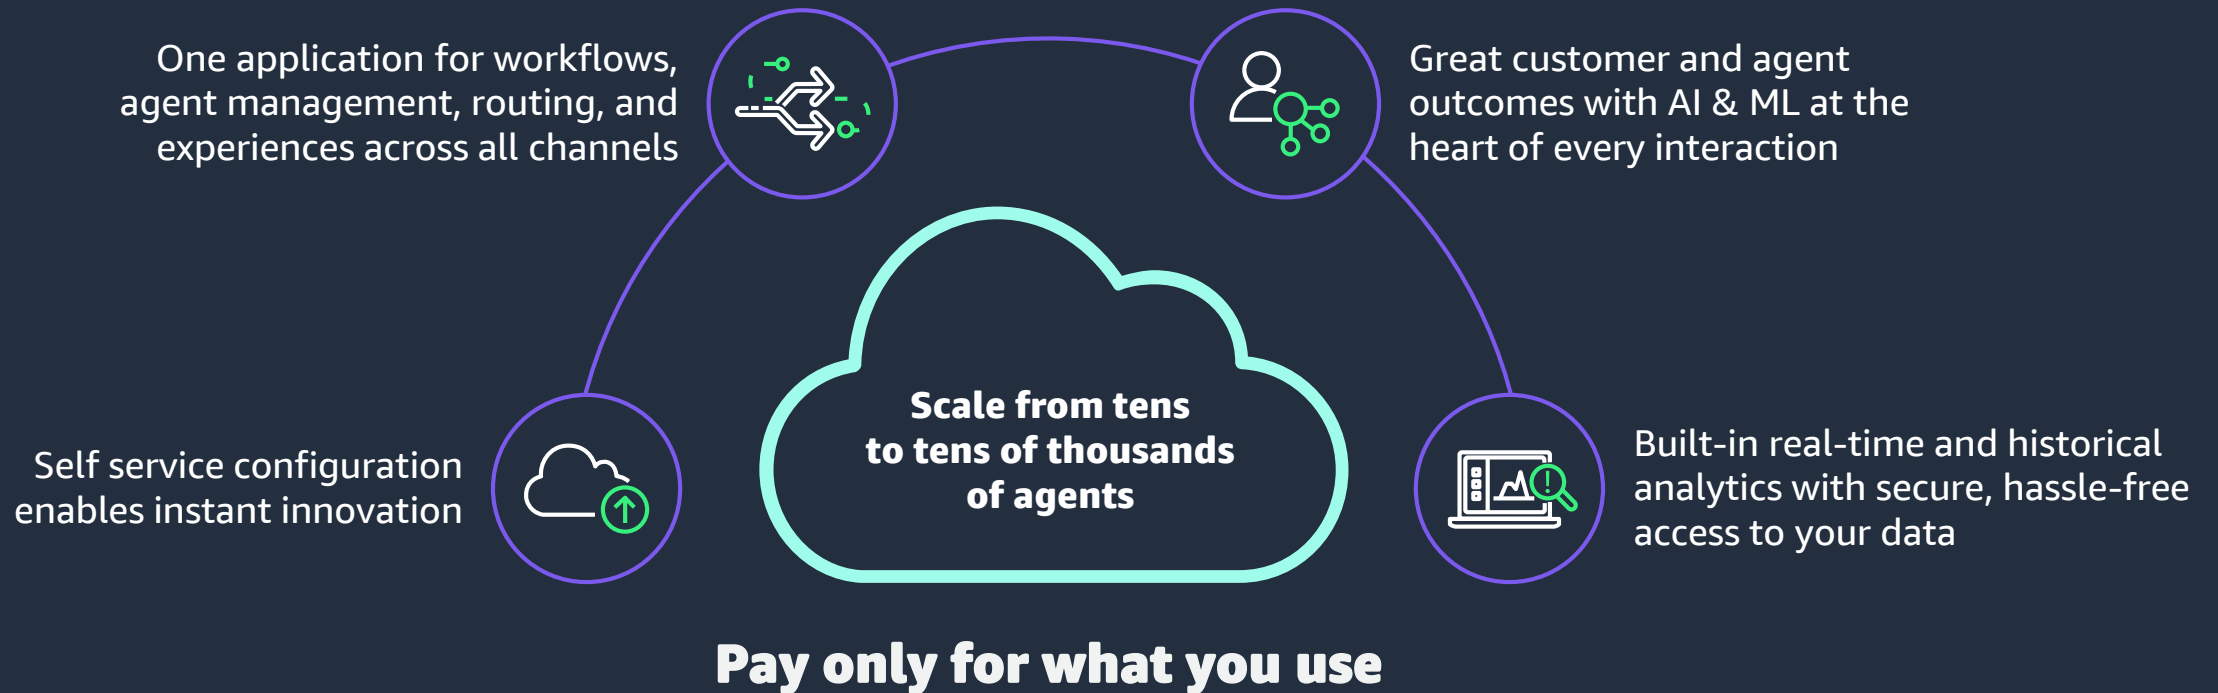 One application for workflows,
agent management, routing, and
experiences across all channels
Great customer and agent
outcomes with AI & ML at the
heart of every interaction
Self service configuration
enables instant innovation
Scale from tens
to tens of thousands
of agents
Built-in real-time and historical
analytics with secure, hassle-free
access to your data
Pay only for what you use